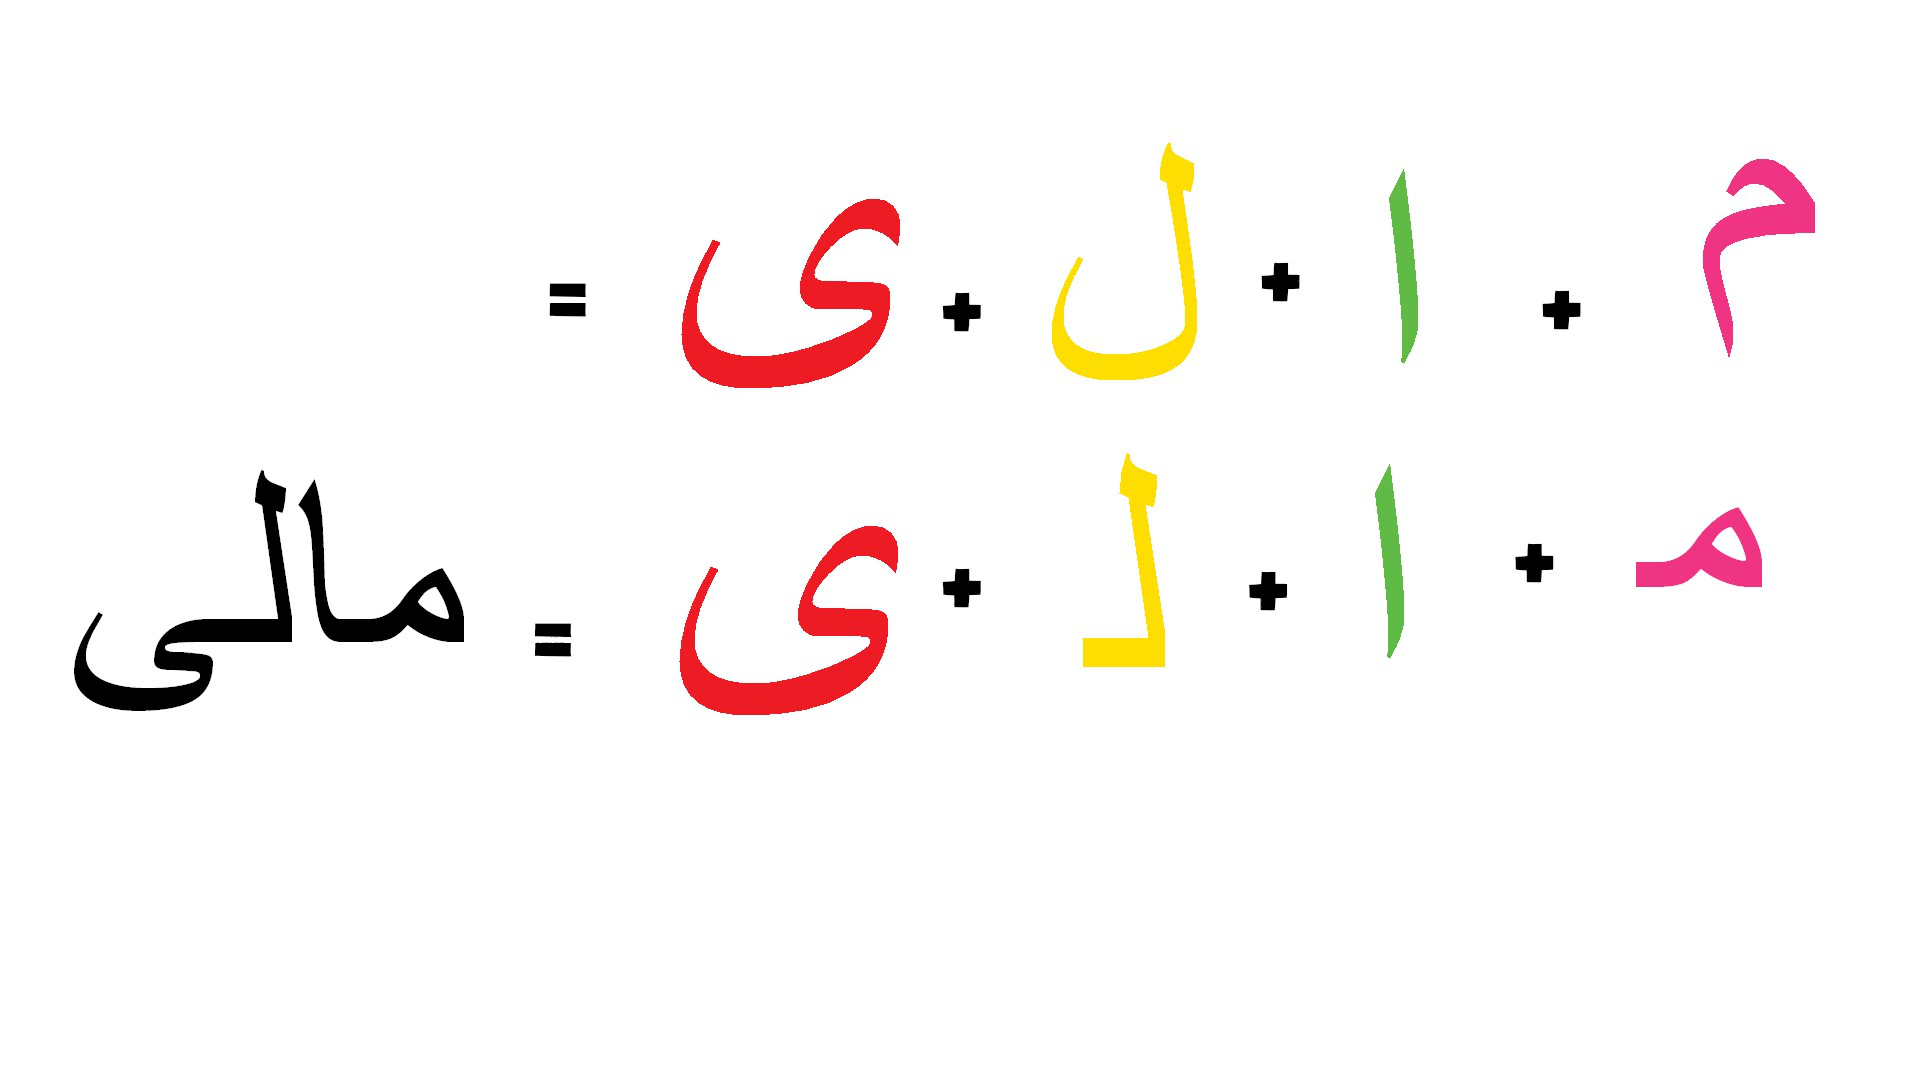 م + ا + ل + ی =
مـ + ا + لـ + ی = مالی